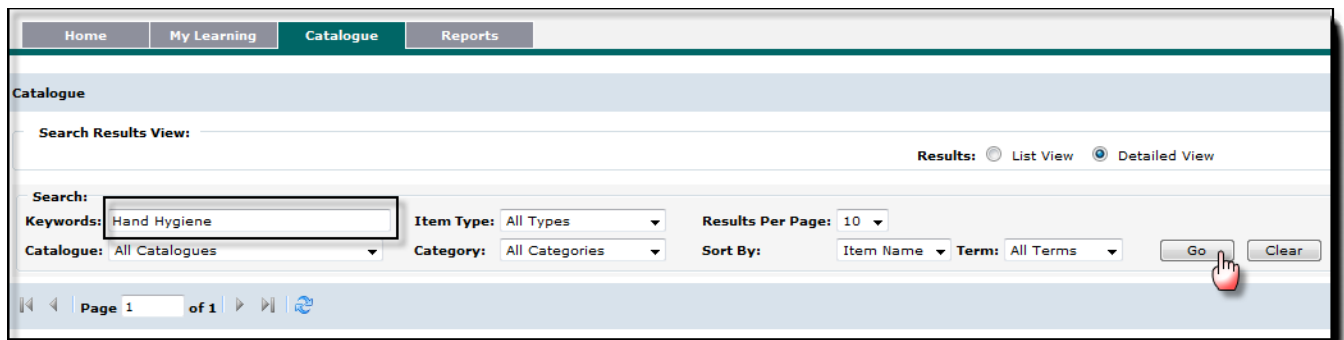 Home My Learning Catalogue Reports
Catalogue
Search Results View:
Results: List View Detailed View
Search:
Keywords: Hand Hygiene Item Type: All Types Results Per Page: 10
Catalogue: All Catalogues Category: All Categories Sort By: Item Name Term: All Terms Go Clear
Page 1 of 1